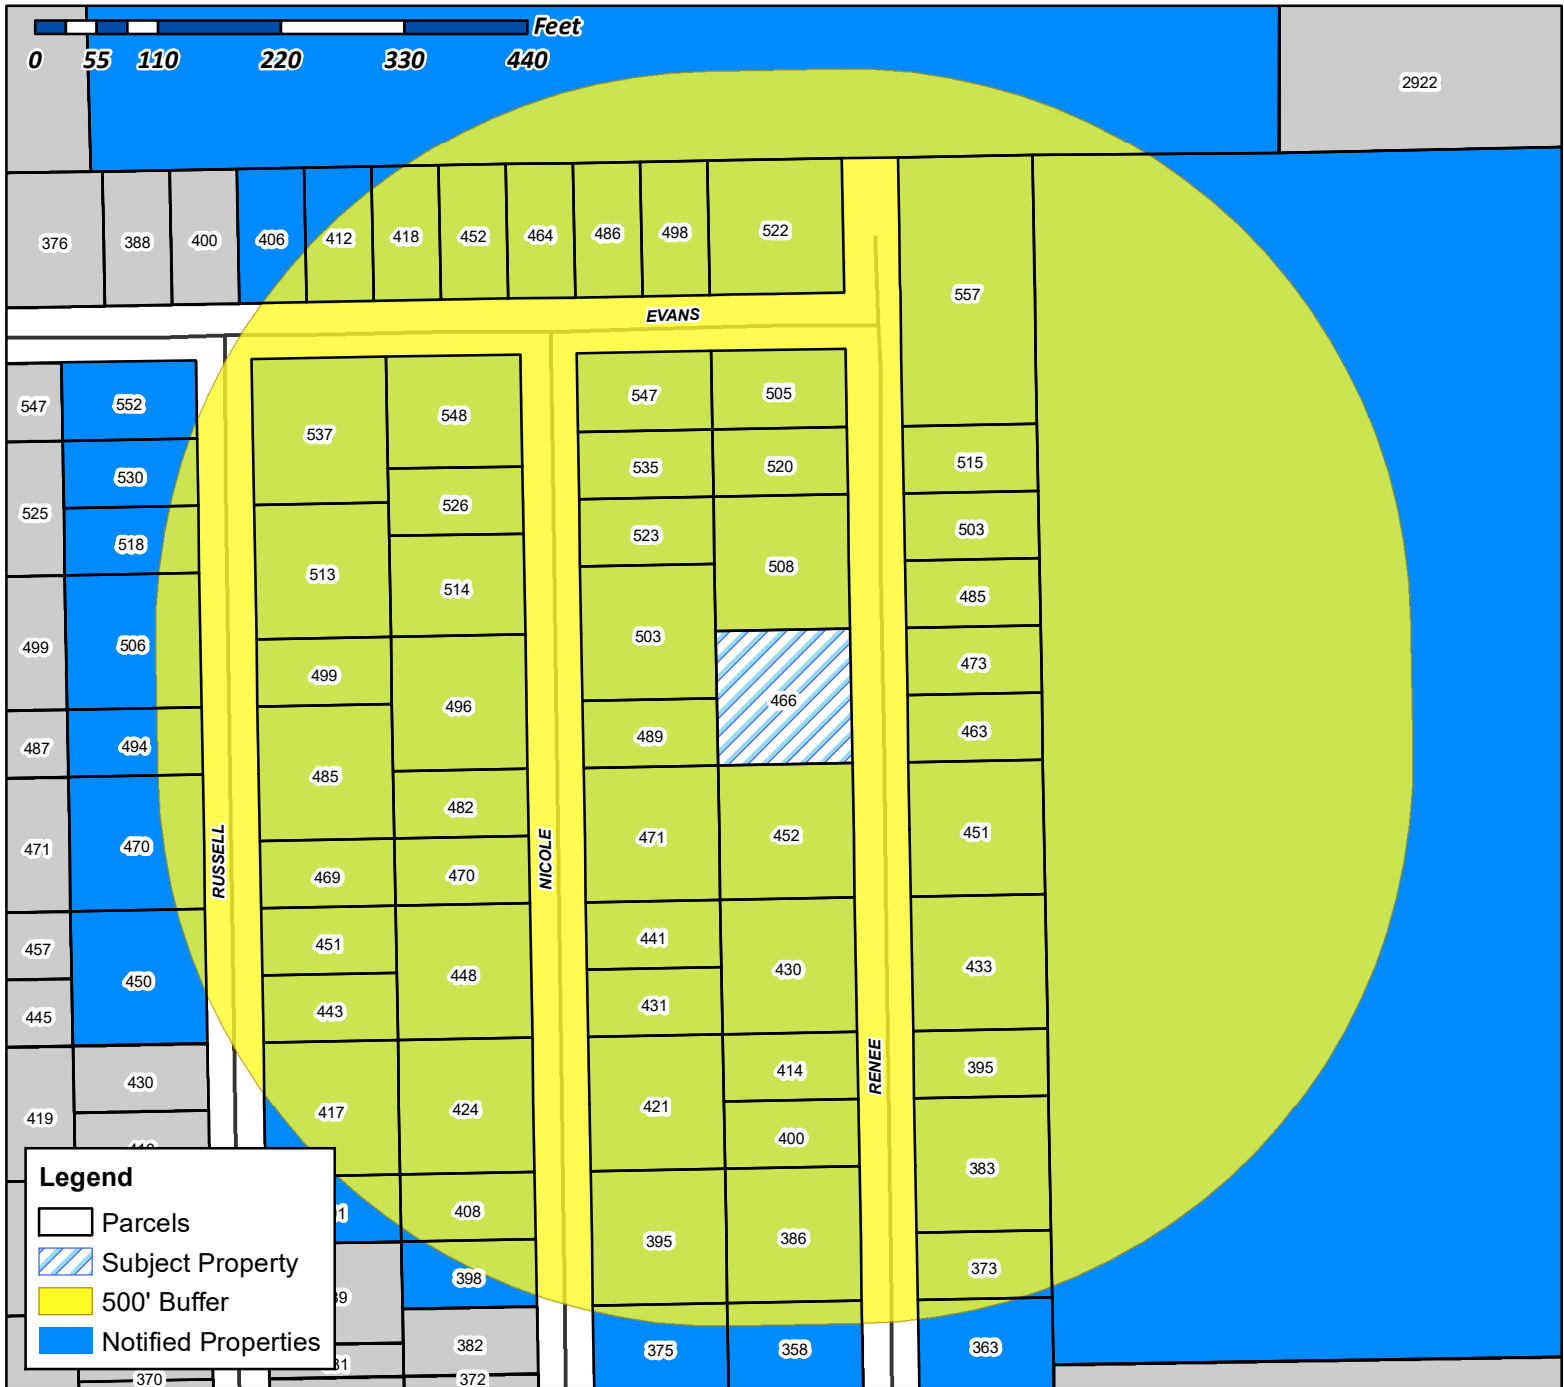 Feet
0 55 110 220 330 440
2922
376 388 400 406 412 418 452 464 486 498 522
557
EVANS
547 552 537 548 547 505
530 526 535 520 515
525 518 513 514 523 508 503
485
499 506 499 496 503 473
487 494 485 489 466 463
482
471 470 469 470 471 452 451
RUSSELL
NICOLE
457 450 451 448 441 430 433
445 443 431
RENEE
430 414 395
419 417 424 421 400 383
408 395 386
398 373
382 375 358 363
370 372
Legend
Parcels
Subject Property
500' Buffer
Notified Properties